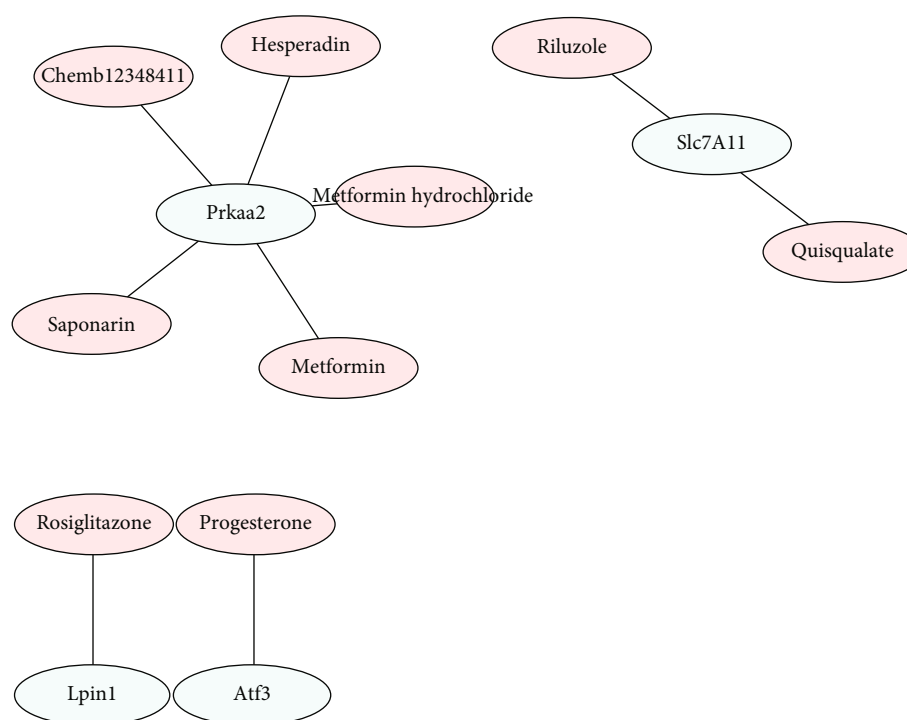 Hesperadin
Riluzole
Chemb12348411
Slc7A11
Metformin hydrochloride
Prkaa2
Quisqualate
Saponarin
Metformin
Rosiglitazone
Progesterone
Lpin1
Atf3